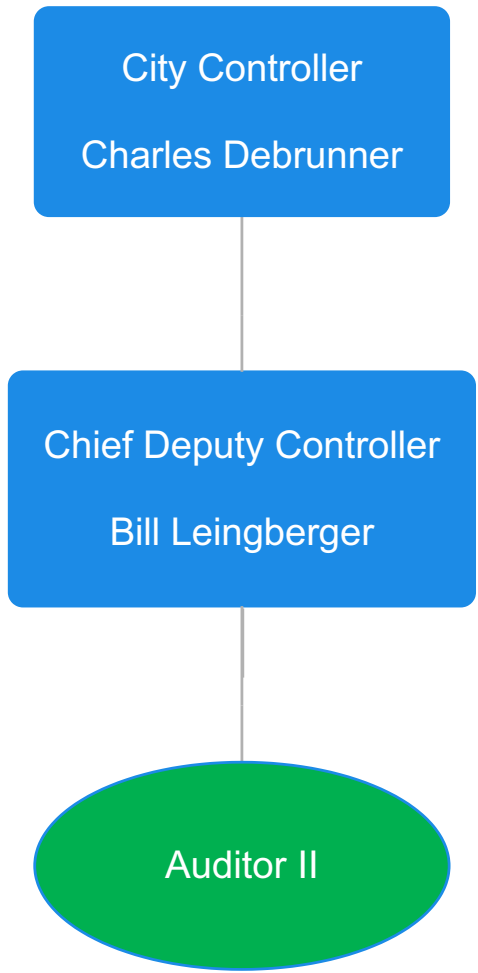 City Controller
Charles Debrunner
Chief Deputy Controller
Bill Leingberger
Auditor II